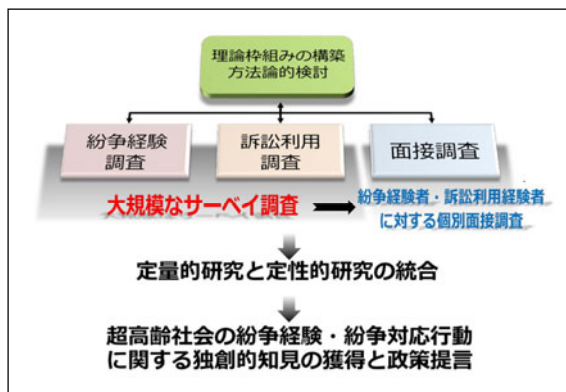 理論枠組みの構築
方法論的検討
紛争経験
調査
訴訟利用
調査
面接調査
大規模なサーベイ調査
紛争経験者・訴訟利用経験者
に対する個別面接調査
定量的研究と定性的研究の統合
超高齢社会の紛争経験・紛争対応行動
に関する独創的知見の獲得と政策提言